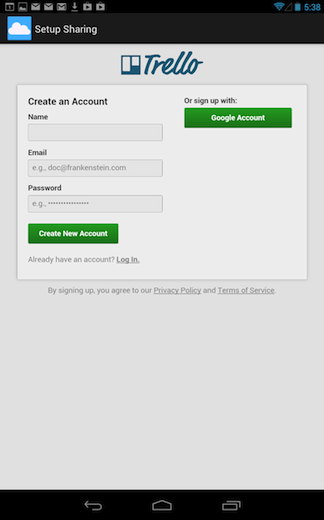 5:38
Setup Sharing
Trello
Create an Account
Or sign up with:
Name
Google Account
Email
e.g., doc@frankenstein.com
Password
e.g., ••••••••••••••••
Create New Account
Already have an account? Log In.
By signing up, you agree to our Privacy Policy and Terms of Service.